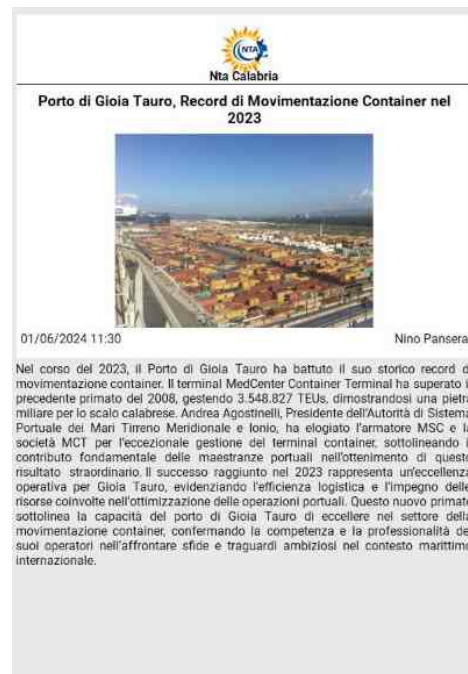 NTA
Nta Calabria
Porto di Gioia Tauro, Record di Movimentazione Container nel
2023
01/06/2024 11:30
Nino Pansera
Nel corso del 2023, il Porto di Gioia Tauro ha battuto il suo storico record d
movimentazione container. Il terminal MedCenter Container Terminal ha superato i
precedente primato del 2008, gestendo 3.548.827 TEUs, dimostrandosi una pietra
miliare per lo scalo calabrese. Andrea Agostinelli, Presidente dell'Autorità di Sistema
Portuale dei Mari Tirreno Meridionale e Ionio, ha elogiato l'armatore MSC e la
società MCT per l'eccezionale gestione del terminal container, sottolineando i
contributo fondamentale delle maestranze portuali nell'ottenimento di questo
risultato straordinario. Il successo raggiunto nel 2023 rappresenta un'eccellenza
operativa per Gioia Tauro, evidenziando l'efficienza logistica e l'impegno delle
risorse coinvolte nell'ottimizzazione delle operazioni portuali. Questo nuovo primato
sottolinea la capacità del porto di Gioia Tauro di eccellere nel settore della
movimentazione container, confermando la competenza e la professionalità de
suoi operatori nell'affrontare sfide e traguardi ambiziosi nel contesto marittimo
internazionale.